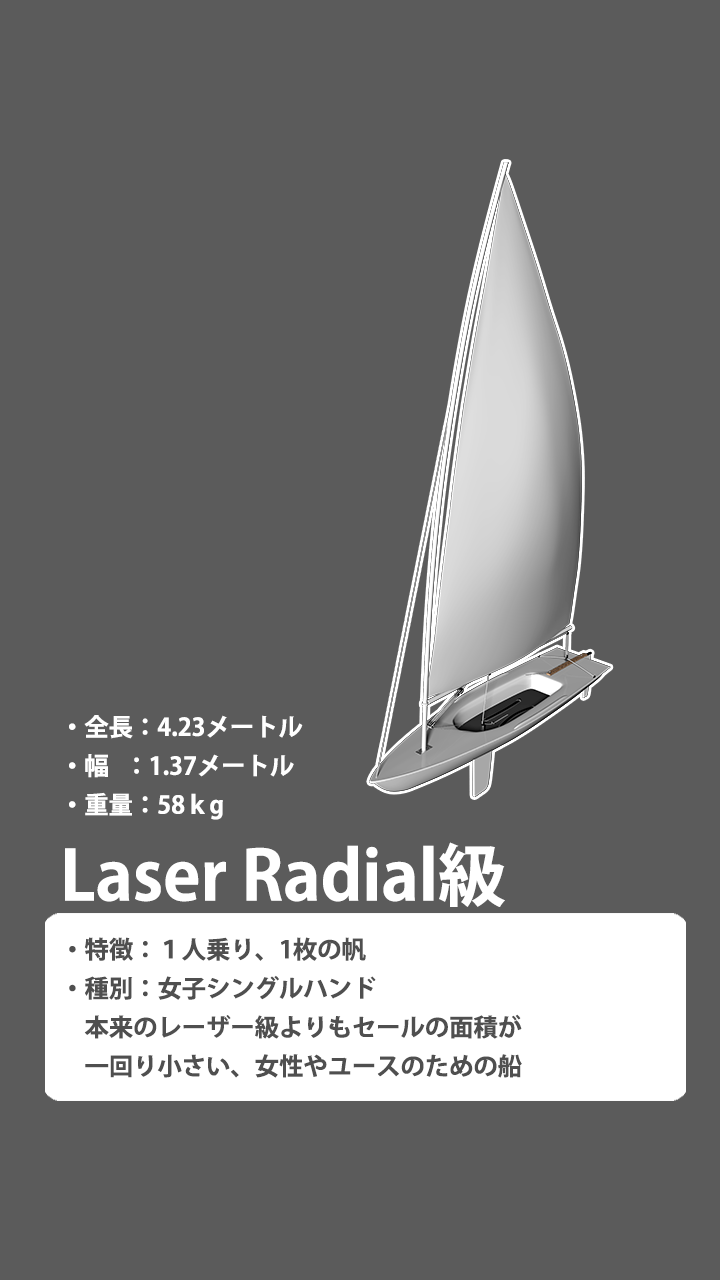 ・全長：4.23メートル
・幅　：1.37メートル
・重量：58ｋg
Laser Radial級
・特徴：１人乗り、1枚の帆
・種別：女子シングルハンド
本来のレーザー級よりもセールの面積が
一回り小さい、女性やユースのための船